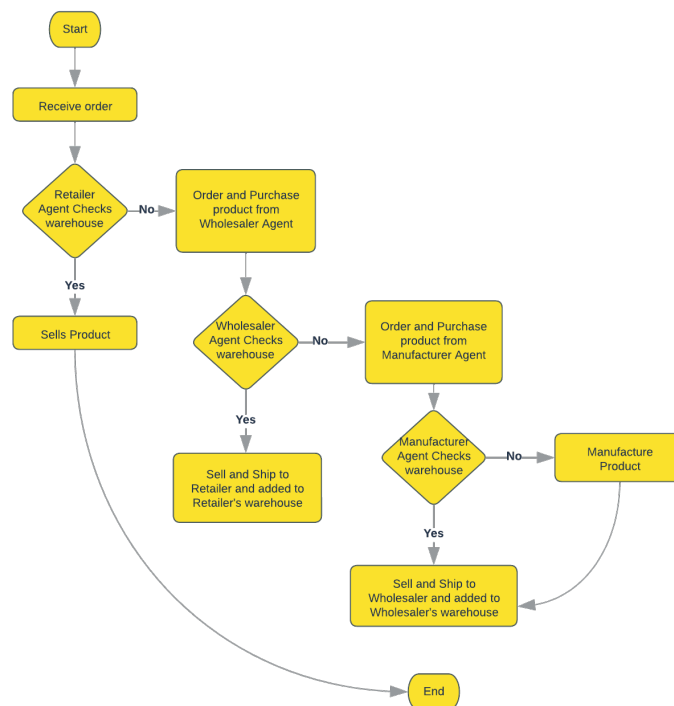 Start
Receive order
Retailer
Agent Checks
warehouse
No
Order and Purchase
product from
Wholesaler Agent
Yes
Sells Product
Wholesaler
Agent Checks
warehouse
No
Order and Purchase
product from
Manufacturer Agent
Yes
Sell and Ship to
Retailer and added to
Retailer's warehouse
Manufacturer
Agent Checks
warehouse
No
Manufacture
Product
Yes
Sell and Ship to
Wholesaler and added to
Wholesaler's warehouse
End